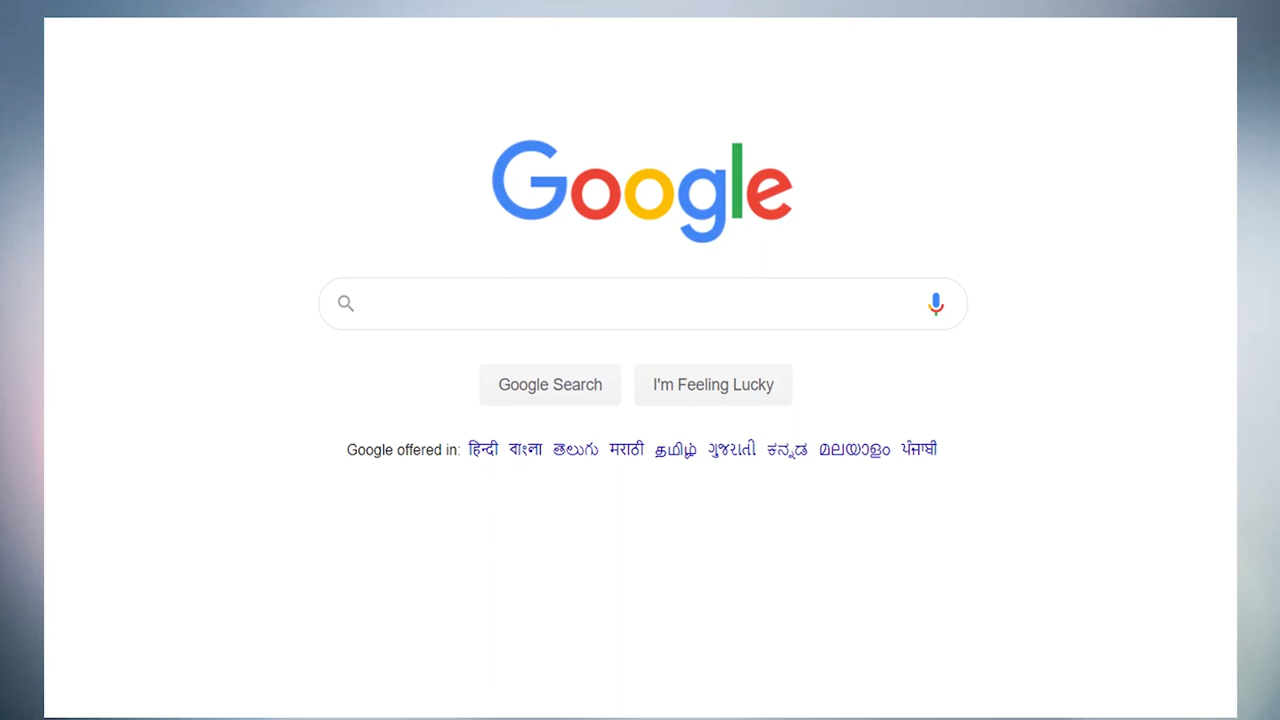 Google
Google Search I'm Feeling Lucky
Google offered in: हिन्दी বাংলা తెలుగు मराठी தமிழ் ગુજરાતી ಕನ್ನಡ മലയാളം ਪੰਜਾਬੀ